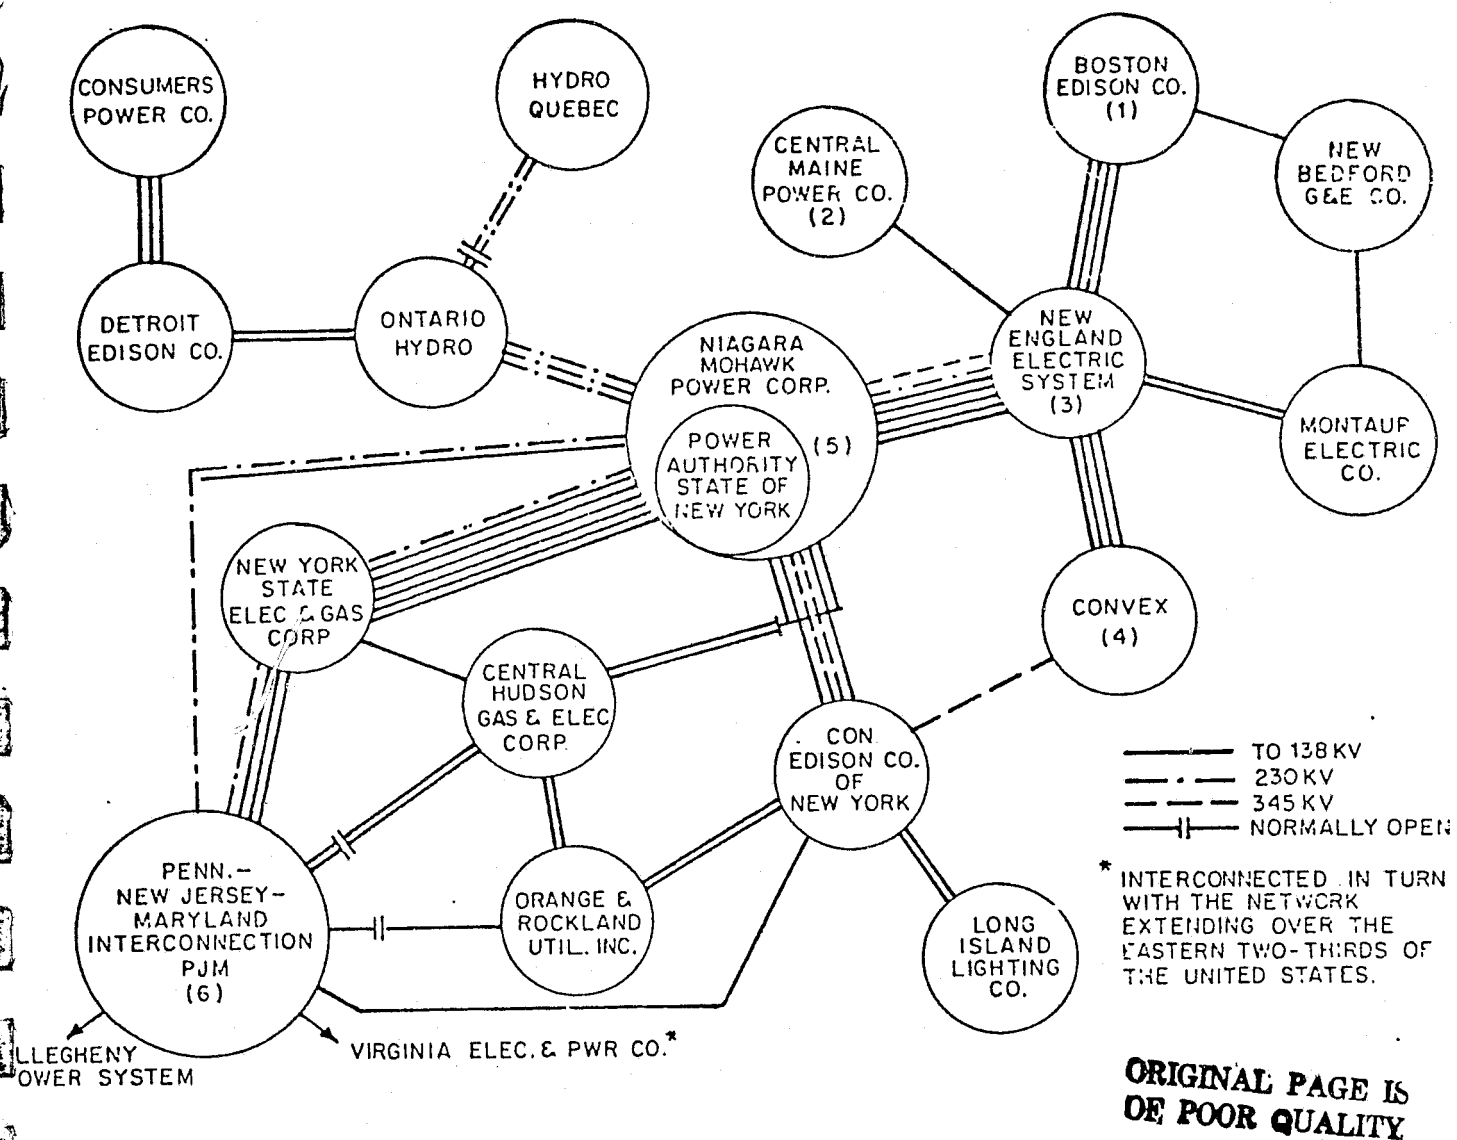 CONSUMERS
POWER CO.
HYDRO
QUEBEC
BOSTON
EDISON CO.
(1)
CENTRAL
MAINE
POWER CO.
(2)
NEW
BEDFORD
G&E CO.
DETROIT
EDISON CO.
ONTARIO
HYDRO
NIAGARA
MOHAWK
POWER CORP.
(5)
POWER
AUTHORITY
STATE OF
NEW YORK
NEW
ENGLAND
ELECTRIC
SYSTEM
(3)
MONTAUF
ELECTRIC
CO.
NEW YORK
STATE
ELEC & GAS
CORP
CENTRAL
HUDSON
GAS & ELEC
CORP.
CONVEX
(4)
CON.
EDISON CO.
OF
NEW YORK
PENN.-
NEW JERSEY-
MARYLAND
INTERCONNECTION
PJM
(6)
ORANGE &
ROCKLAND
UTIL. INC.
LONG
ISLAND
LIGHTING
CO.
LLEGHENY
OWER SYSTEM
VIRGINIA ELEC. & PWR CO.*
TO 138 KV
230 KV
345 KV
NORMALLY OPEN
* INTERCONNECTED IN TURN
WITH THE NETWORK
EXTENDING OVER THE
EASTERN TWO-THIRDS OF
THE UNITED STATES.
ORIGINAL PAGE IS
OF POOR QUALITY